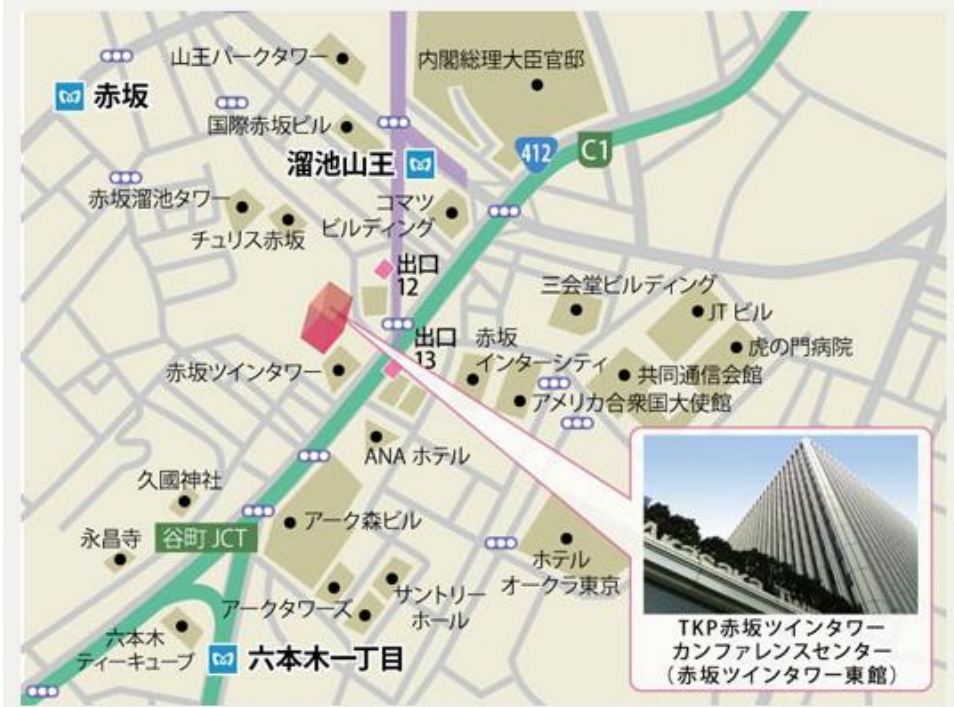 山王パークタワー
内閣総理大臣官邸
赤坂
国際赤坂ビル
412
C1
溜池山王
赤坂溜池タワー
コマツ
ビルディング
チュリス赤坂
出口
12
三会堂ビルディング
JTビル
出口
13
赤坂
インターシティ
虎の門病院
赤坂ツインタワー
共同通信会館
アメリカ合衆国大使館
ANAホテル
久國神社
アーク森ビル
永昌寺
谷町JCT
ホテル
オークラ東京
アークタワーズ
サントリー
ホール
六本木
ティーキューブ
六本木一丁目
TKP赤坂ツインタワー
カンファレンスセンター
(赤坂ツインタワー東館)